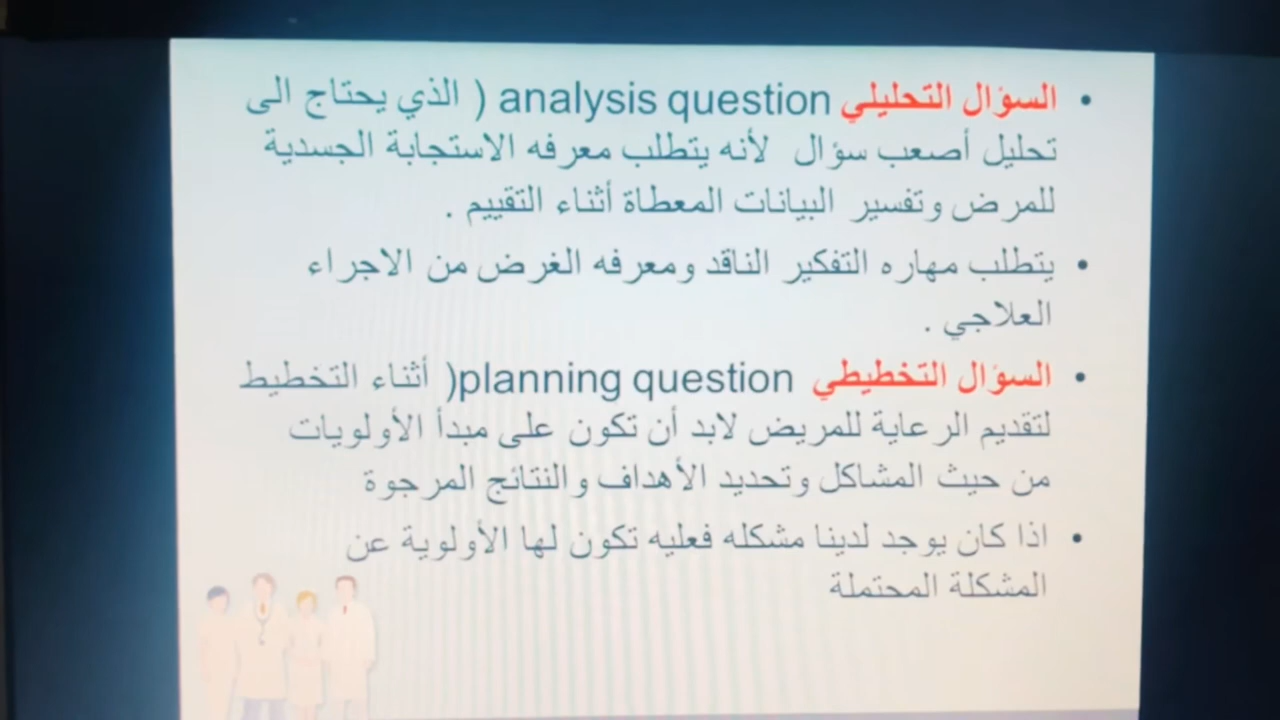 • السؤال التحليلي analysis question ( الذي يحتاج الى
تحليل أصعب سؤال لأنه يتطلب معرفه الاستجابة الجسدية
للمرض وتفسير البيانات المعطاة أثناء التقييم .
• يتطلب مهاره التفكير الناقد ومعرفه الغرض من الاجراء
العلاجي .
• السؤال التخطيطي planning question( أثناء التخطيط
لتقديم الرعاية للمريض لابد أن تكون على مبدأ الأولويات
من حيث المشاكل وتحديد الأهداف والنتائج المرجوة
• اذا كان يوجد لدينا مشكله فعليه تكون لها الأولوية عن
المشكلة المحتملة